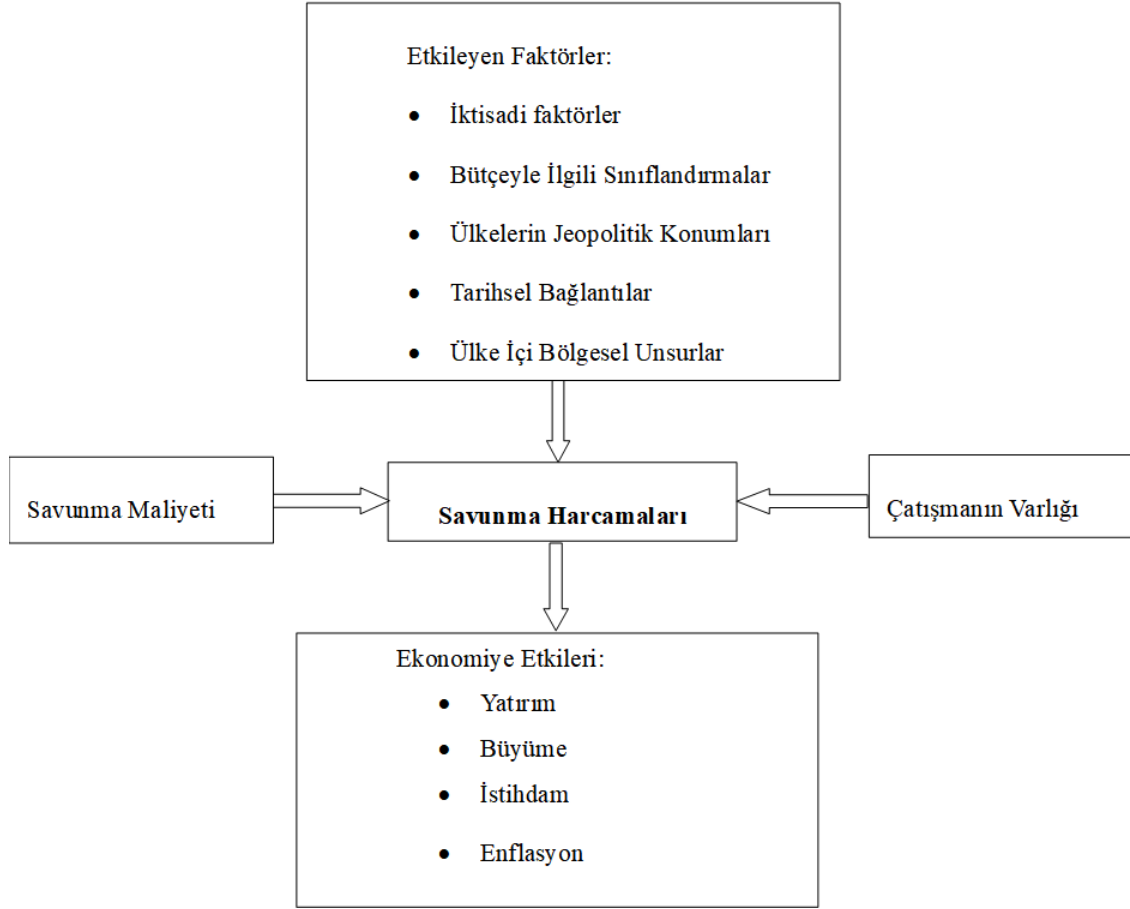 Etkileyen Faktörler:
● İktisadi faktörler
● Bütçeyle İlgili Sınıflandırmalar
● Ülkelerin Jeopolitik Konumları
● Tarihsel Bağlantılar
● Ülke İçi Bölgesel Unsurlar
Savunma Maliyeti
Savunma Harcamaları
Çatışmanın Varlığı
Ekonomiye Etkileri:
● Yatırım
● Büyüme
● İstihdam
● Enflasyon